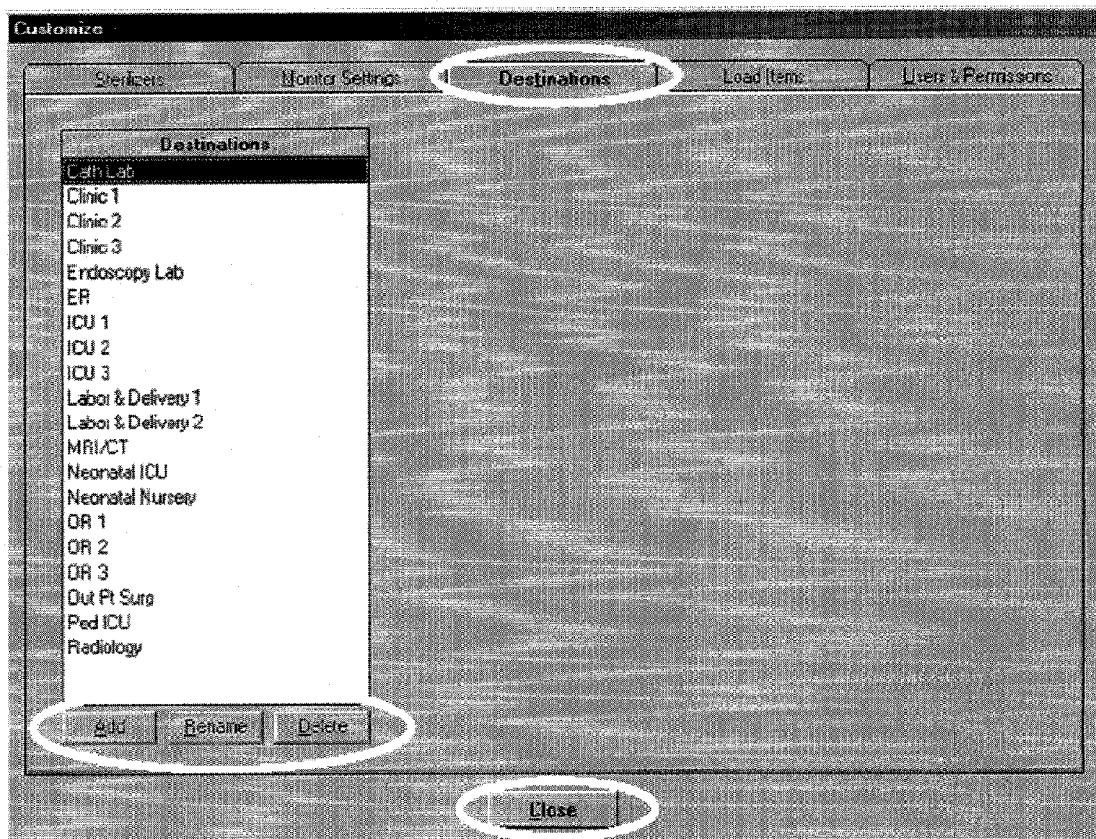 Customize
Sterilizers Monitor Settings Destinations Load Items Users & Permissons
Destinations
Cath Lab
Clinic 1
Clinic 2
Clinic 3
Endoscopy Lab
ER
ICU 1
ICU 2
ICU 3
Labor & Delivery 1
Labor & Delivery 2
MRI/CT
Neonatal ICU
Neonatal Nursery
OR 1
OR 2
OR 3
Out Pt Surg
Ped ICU
Radiology
Add Rename Delete
Close